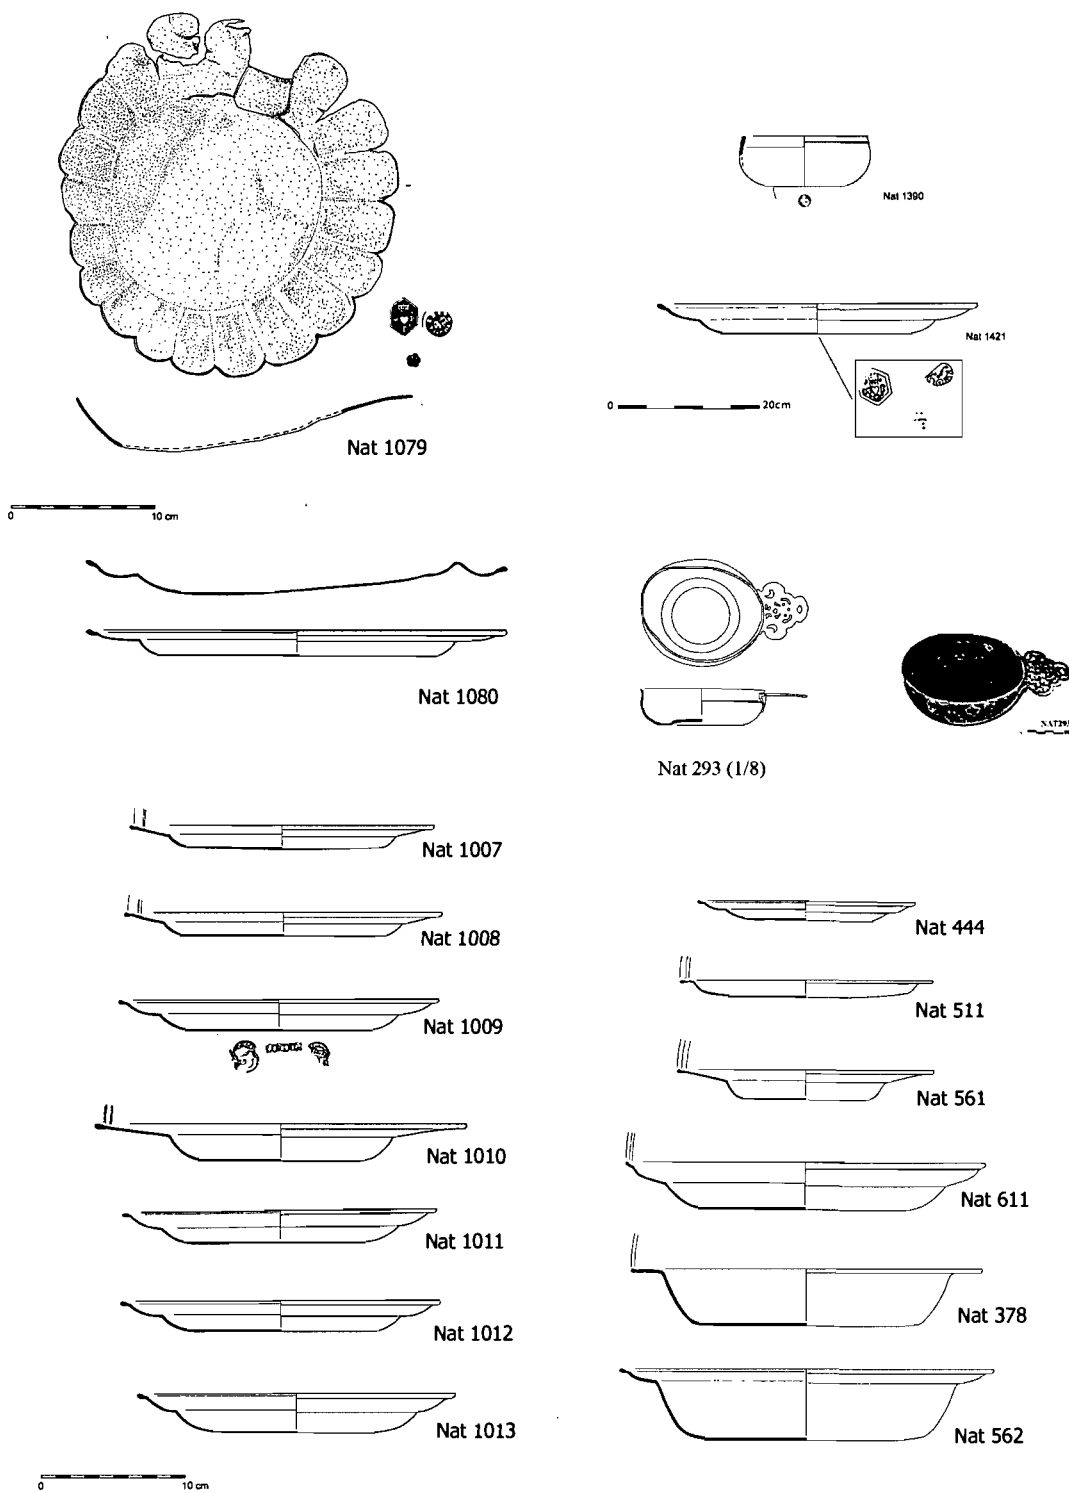 Nat 1390
Nat 1421
0 20cm
Nat 1079
0 10 cm
Nat 1080
NAT293
Nat 293 (1/8)
Nat 1007
Nat 1008
Nat 1009
Nat 1010
Nat 1011
Nat 1012
Nat 1013
0 10 cm
Nat 444
Nat 511
Nat 561
Nat 611
Nat 378
Nat 562